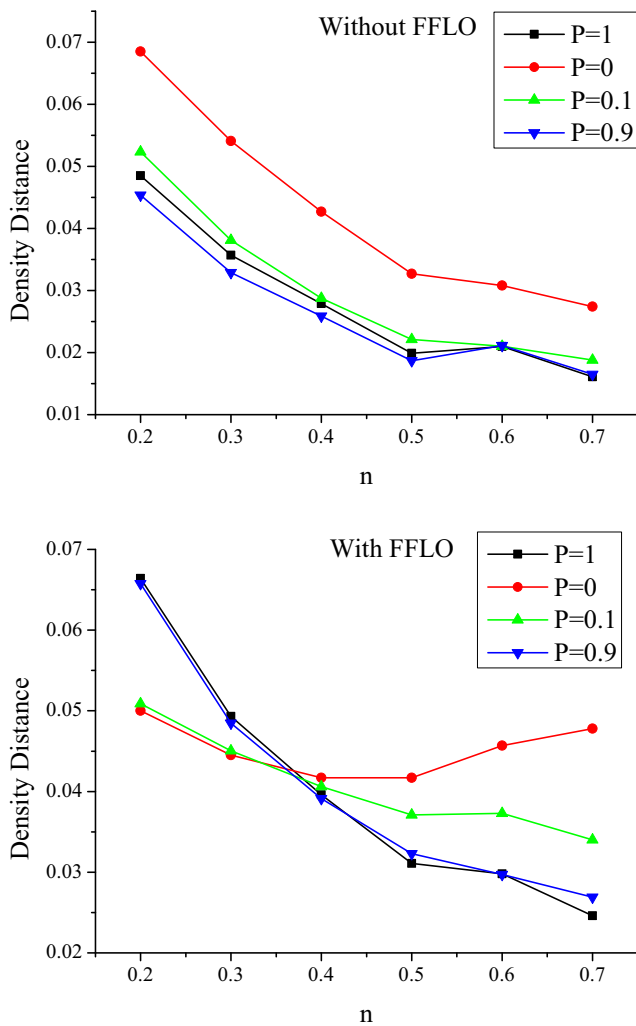 Without FFLO
P=1
P=0
P=0.1
P=0.9
Density Distance
0.07
0.06
0.05
0.04
0.03
0.02
0.01
0.2 0.3 0.4 0.5 0.6 0.7
n
With FFLO
P=1
P=0
P=0.1
P=0.9
Density Distance
0.07
0.06
0.05
0.04
0.03
0.02
0.2 0.3 0.4 0.5 0.6 0.7
n